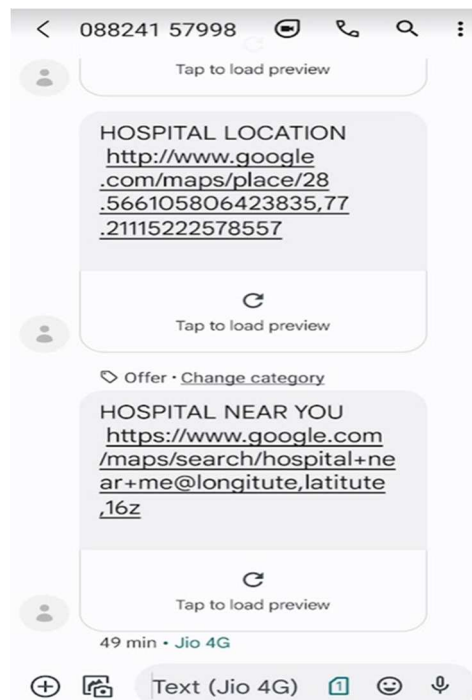 088241 57998
Tap to load preview
HOSPITAL LOCATION
http://www.google
.com/maps/place/28
.566105806423835,77
.21115222578557
Tap to load preview
Offer · Change category
HOSPITAL NEAR YOU
https://www.google.com
/maps/search/hospital+ne
ar+me@longitute,latitute
,16z
Tap to load preview
49 min • Jio 4G
Text (Jio 4G) 1